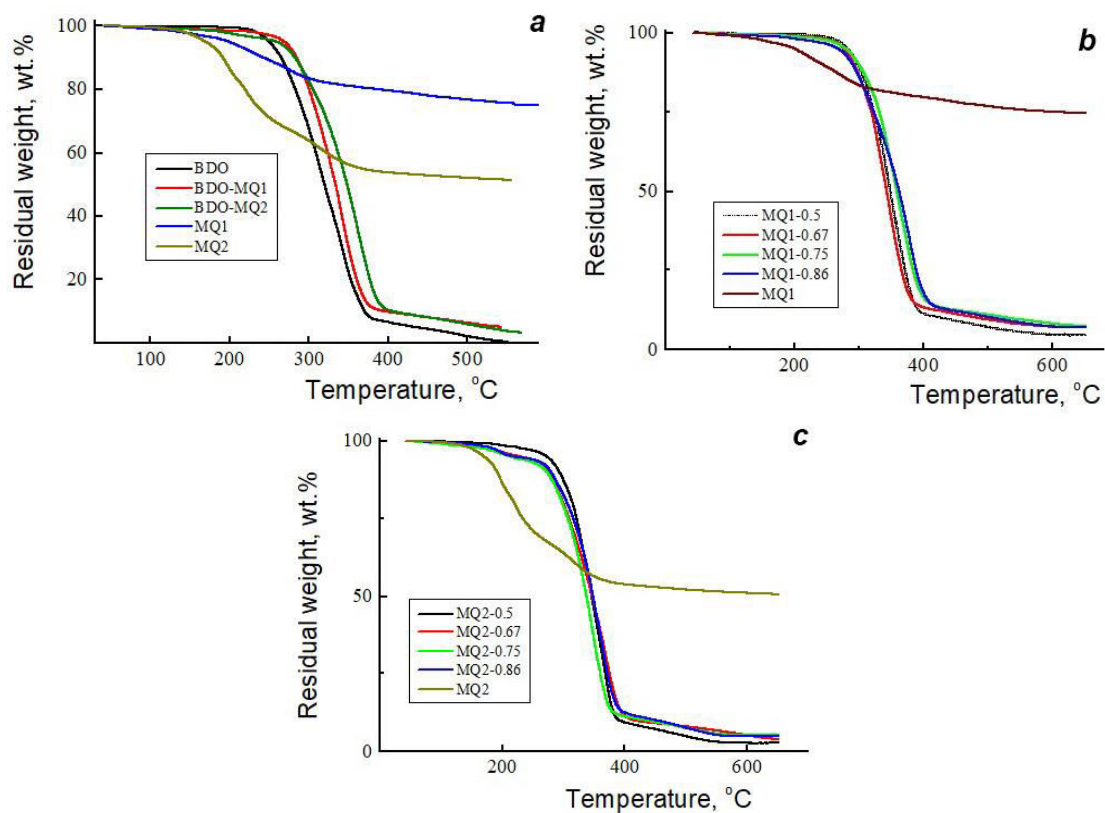 a
Residual weight, wt.%
100
80
60
40
20
BDO
BDO-MQ1
BDO-MQ2
MQ1
MQ2
100 200 300 400 500
Temperature, °C
b
Residual weight, wt.%
100
50
0
MQ1-0.5
MQ1-0.67
MQ1-0.75
MQ1-0.86
MQ1
200 400 600
Temperature, °C
c
Residual weight, wt.%
100
50
0
MQ2-0.5
MQ2-0.67
MQ2-0.75
MQ2-0.86
MQ2
200 400 600
Temperature, °C